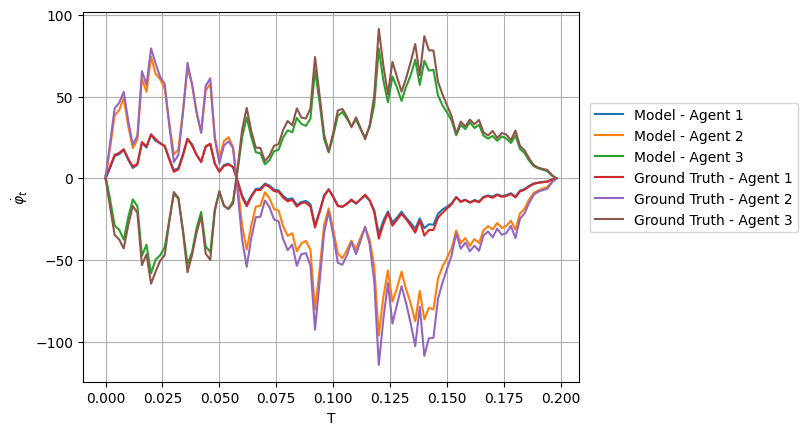 100
50
0
−50
−100
φ̇_t
0.000 0.025 0.050 0.075 0.100 0.125 0.150 0.175 0.200
T
Model - Agent 1
Model - Agent 2
Model - Agent 3
Ground Truth - Agent 1
Ground Truth - Agent 2
Ground Truth - Agent 3